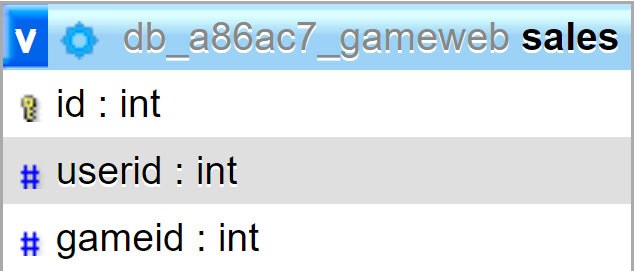 v db_a86ac7_gameweb sales
id : int
# userid : int
# gameid : int